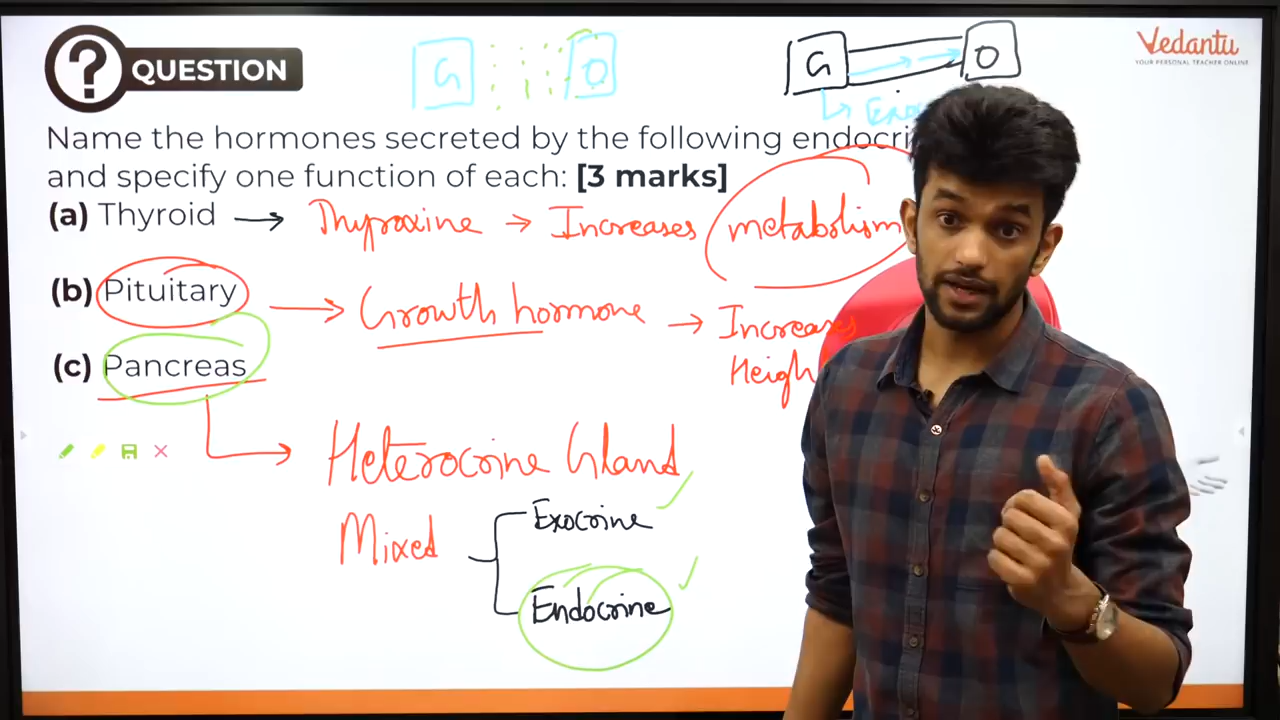 ? QUESTION
G O
G O
Vedantu
YOUR PERSONAL TEACHER ONLINE
Name the hormones secreted by the following endocri
and specify one function of each: [3 marks]
(a) Thyroid → Thyroxine → Increases metabolism
(b) Pituitary → Growth hormone → Increases
Heigh
(c) Pancreas
Heterocrine Gland
Exocrine
Mixed
Endocrine